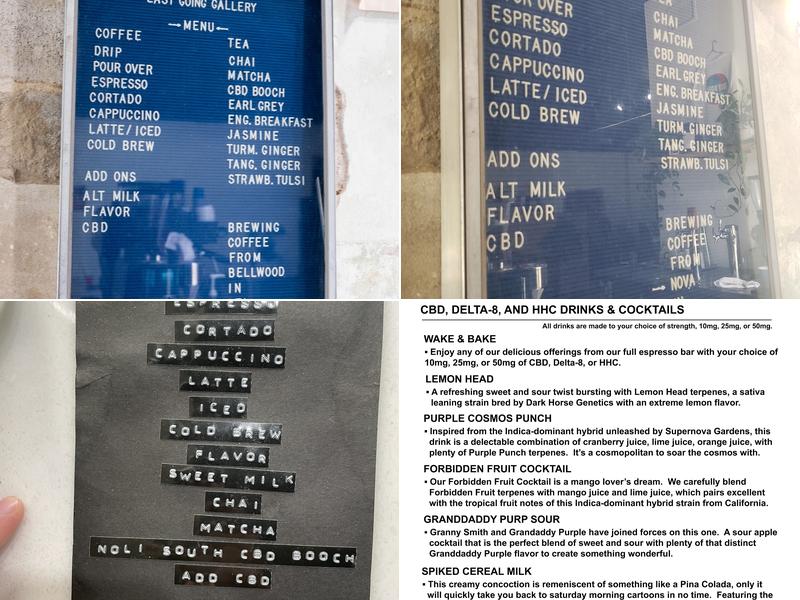 GOING GALLERY
→MENU←
COFFEE
DRIP
POUR OVER
ESPRESSO
CORTADO
CAPPUCCINO
LATTE/ICED
COLD BREW
ADD ONS
ALT MILK
FLAVOR
CBD
TEA
CHAI
MATCHA
CBD BOOCH
EARL GREY
ENG. BREAKFAST
JASMINE
TURM. GINGER
TANG. GINGER
STRAWB. TULSI
BREWING
COFFEE
FROM
BELLWOOD
IN
POUR OVER
ESPRESSO
CORTADO
CAPPUCCINO
LATTE/ICED
COLD BREW
ADD ONS
ALT MILK
FLAVOR
CBD
TEA
CHAI
MATCHA
CBD BOOCH
EARL GREY
ENG. BREAKFAST
JASMINE
TURM. GINGER
TANG. GINGER
STRAWB. TULSI
BREWING
COFFEE
FROM
NOVA
ESPRESSO
CORTADO
CAPPUCCINO
LATTE
ICED
COLD BREW
FLAVOR
SWEET MILK
CHAI
MATCHA
NOLI SOUTH CBD BOOCH
ADD CBD
CBD, DELTA-8, AND HHC DRINKS & COCKTAILS
All drinks are made to your choice of strength, 10mg, 25mg, or 50mg.
WAKE & BAKE
• Enjoy any of our delicious offerings from our full espresso bar with your choice of
10mg, 25mg, or 50mg of CBD, Delta-8, or HHC.
LEMON HEAD
• A refreshing sweet and sour twist bursting with Lemon Head terpenes, a sativa
leaning strain bred by Dark Horse Genetics with an extreme lemon flavor.
PURPLE COSMOS PUNCH
• Inspired from the Indica-dominant hybrid unleashed by Supernova Gardens, this
drink is a delectable combination of cranberry juice, lime juice, orange juice, with
plenty of Purple Punch terpenes. It's a cosmopolitan to soar the cosmos with.
FORBIDDEN FRUIT COCKTAIL
• Our Forbidden Fruit Cocktail is a mango lover's dream. We carefully blend
Forbidden Fruit terpenes with mango juice and lime juice, which pairs excellent
with the tropical fruit notes of this Indica-dominant hybrid strain from California.
GRANDDADDY PURP SOUR
• Granny Smith and Grandaddy Purple have joined forces on this one. A sour apple
cocktail that is the perfect blend of sweet and sour with plenty of that distinct
Granddaddy Purple flavor to create something wonderful.
SPIKED CEREAL MILK
• This creamy concoction is remeniscent of something like a Pina Colada, only it
will quickly take you back to saturday morning cartoons in no time. Featuring the